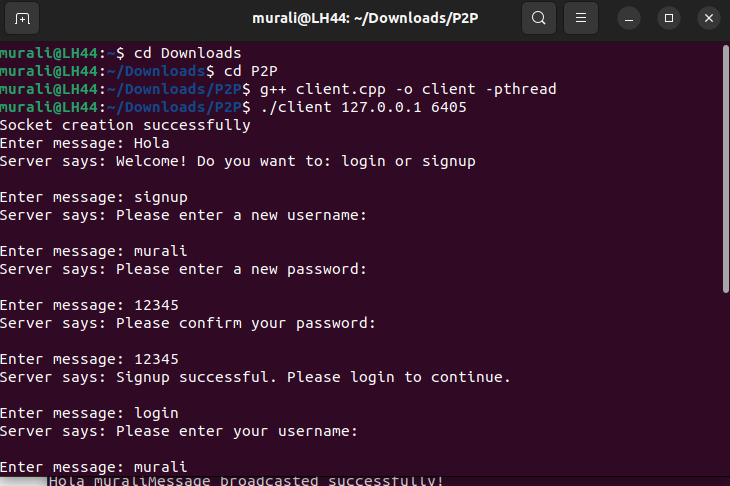 murali@LH44: ~/Downloads/P2P
murali@LH44:~$ cd Downloads
murali@LH44:~/Downloads$ cd P2P
murali@LH44:~/Downloads/P2P$ g++ client.cpp -o client -pthread
murali@LH44:~/Downloads/P2P$ ./client 127.0.0.1 6405
Socket creation successfully
Enter message: Hola
Server says: Welcome! Do you want to: login or signup
Enter message: signup
Server says: Please enter a new username:
Enter message: murali
Server says: Please enter a new password:
Enter message: 12345
Server says: Please confirm your password:
Enter message: 12345
Server says: Signup successful. Please login to continue.
Enter message: login
Server says: Please enter your username:
Enter message: murali
Hola muraliMessage broadcasted successfully!